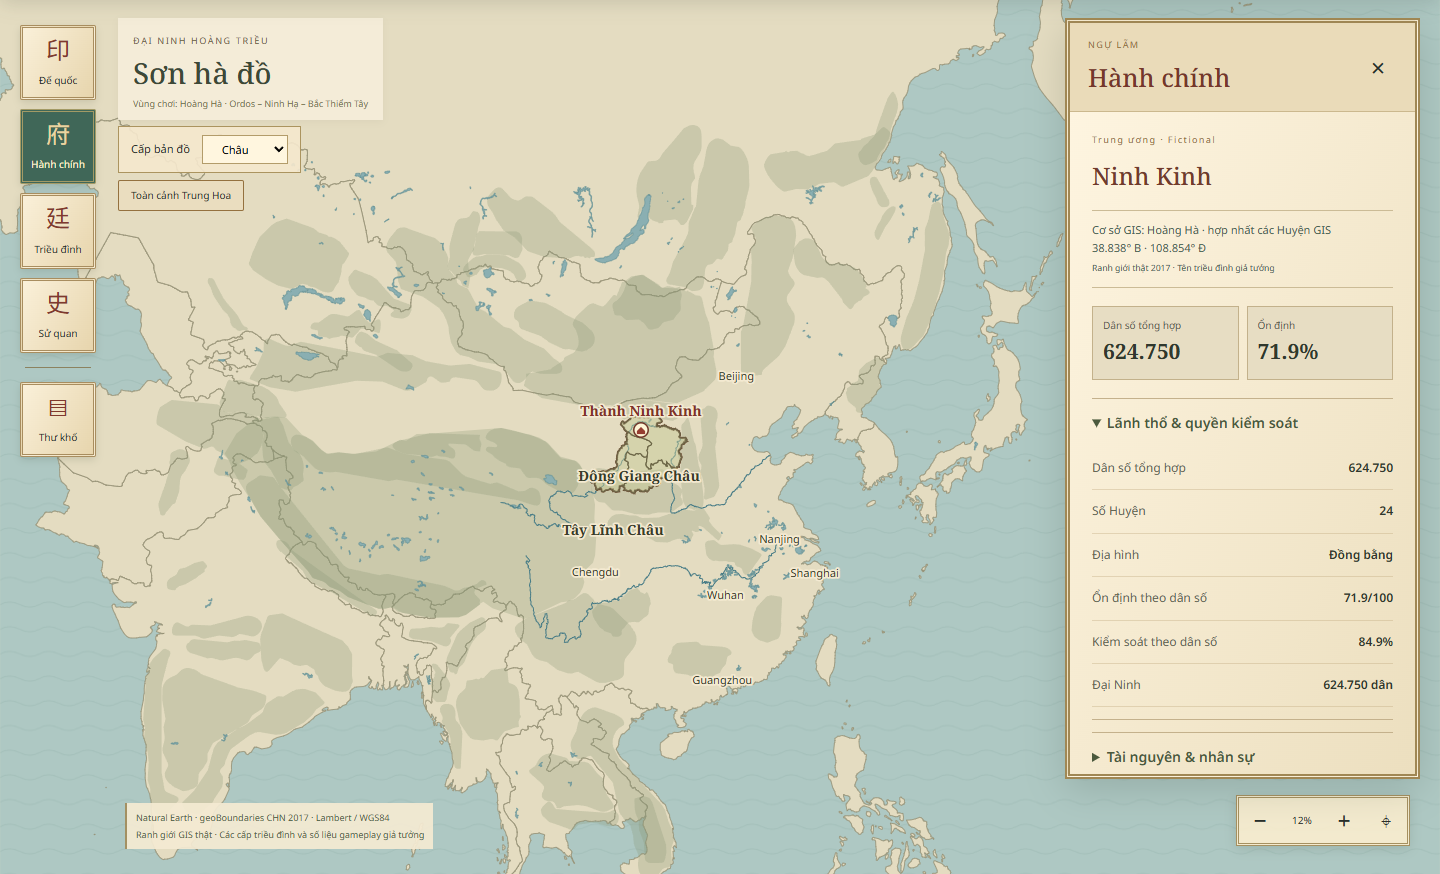 印
Đế quốc
府
Hành chính
廷
Triều đình
史
Sử quan
▤
Thư khố
ĐẠI NINH HOÀNG TRIỀU
Sơn hà đồ
Vùng chơi: Hoàng Hà · Ordos – Ninh Hạ – Bắc Thiểm Tây
Cấp bản đồ
Châu
Toàn cảnh Trung Hoa
Beijing
Thành Ninh Kinh
Đông Giang Châu
Tây Lĩnh Châu
Nanjing
Chengdu
Shanghai
Wuhan
Guangzhou
Natural Earth · geoBoundaries CHN 2017 · Lambert / WGS84
Ranh giới GIS thật · Các cấp triều đình và số liệu gameplay giả tưởng
NGỰ LÃM
Hành chính
×
Trung ương · Fictional
Ninh Kinh
Cơ sở GIS: Hoàng Hà · hợp nhất các Huyện GIS
38.838° B · 108.854° Đ
Ranh giới thật 2017 · Tên triều đình giả tưởng
Dân số tổng hợp
624.750
Ổn định
71.9%
▼ Lãnh thổ & quyền kiểm soát
Dân số tổng hợp 624.750
Số Huyện 24
Địa hình Đồng bằng
Ổn định theo dân số 71.9/100
Kiểm soát theo dân số 84.9%
Đại Ninh 624.750 dân
▶ Tài nguyên & nhân sự
− 12% + ⌖